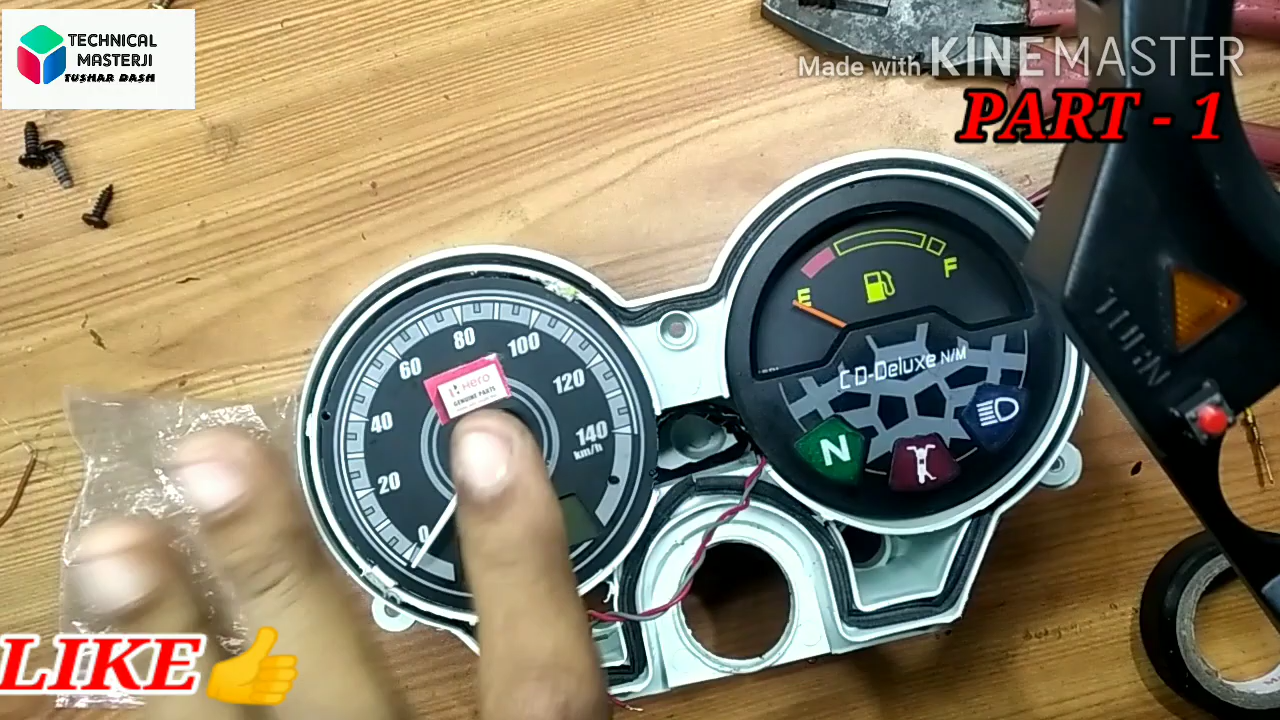 TECHNICAL
MASTERJI
TUSHAR DASH
Made with KINEMASTER
PART - 1
TURN
F
E
CD-Deluxe N/M
N
80
100
60
120
40
140
km/h
20
0
Hero
GENUINE PARTS
LIKE